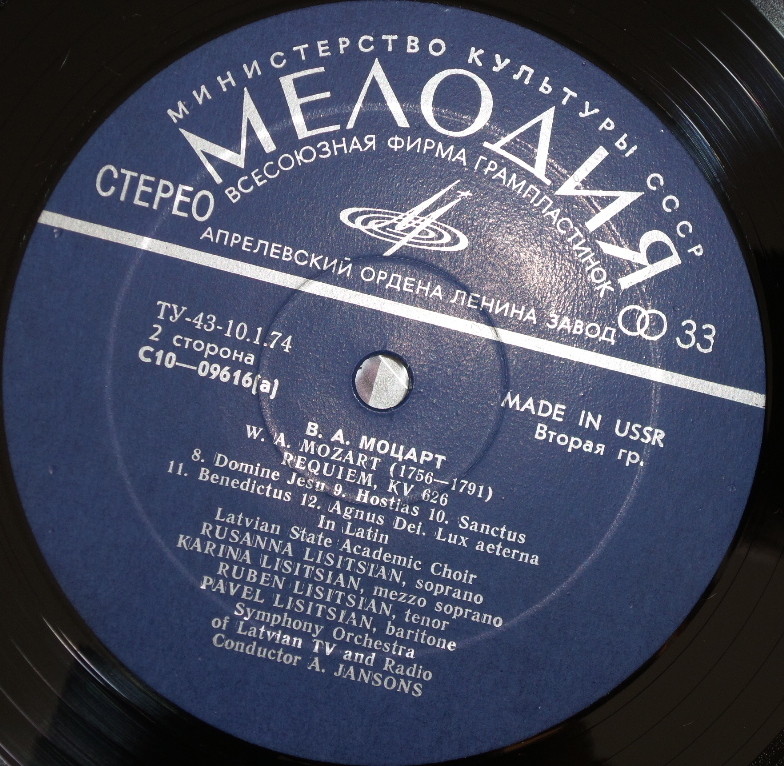 МИНИСТЕРСТВО КУЛЬТУРЫ СССР
МЕЛОДИЯ
ВСЕСОЮЗНАЯ ФИРМА ГРАМПЛАСТИНОК
СТЕРЕО
АПРЕЛЕВСКИЙ ОРДЕНА ЛЕНИНА ЗАВОД
33
ТУ-43-10.1.74
2 сторона
С10—09616(а)
MADE IN USSR
Вторая гр.
В. А. МОЦАРТ
W. A. MOZART (1756—1791)
REQUIEM, KV 626
8. Domine Jesu 9. Hostias 10. Sanctus
11. Benedictus 12. Agnus Dei. Lux aeterna
In Latin
Latvian State Academic Choir
RUSANNA LISITSIAN, soprano
KARINA LISITSIAN, mezzo soprano
RUBEN LISITSIAN, tenor
PAVEL LISITSIAN, baritone
Symphony Orchestra
of Latvian TV and Radio
Conductor A. JANSONS